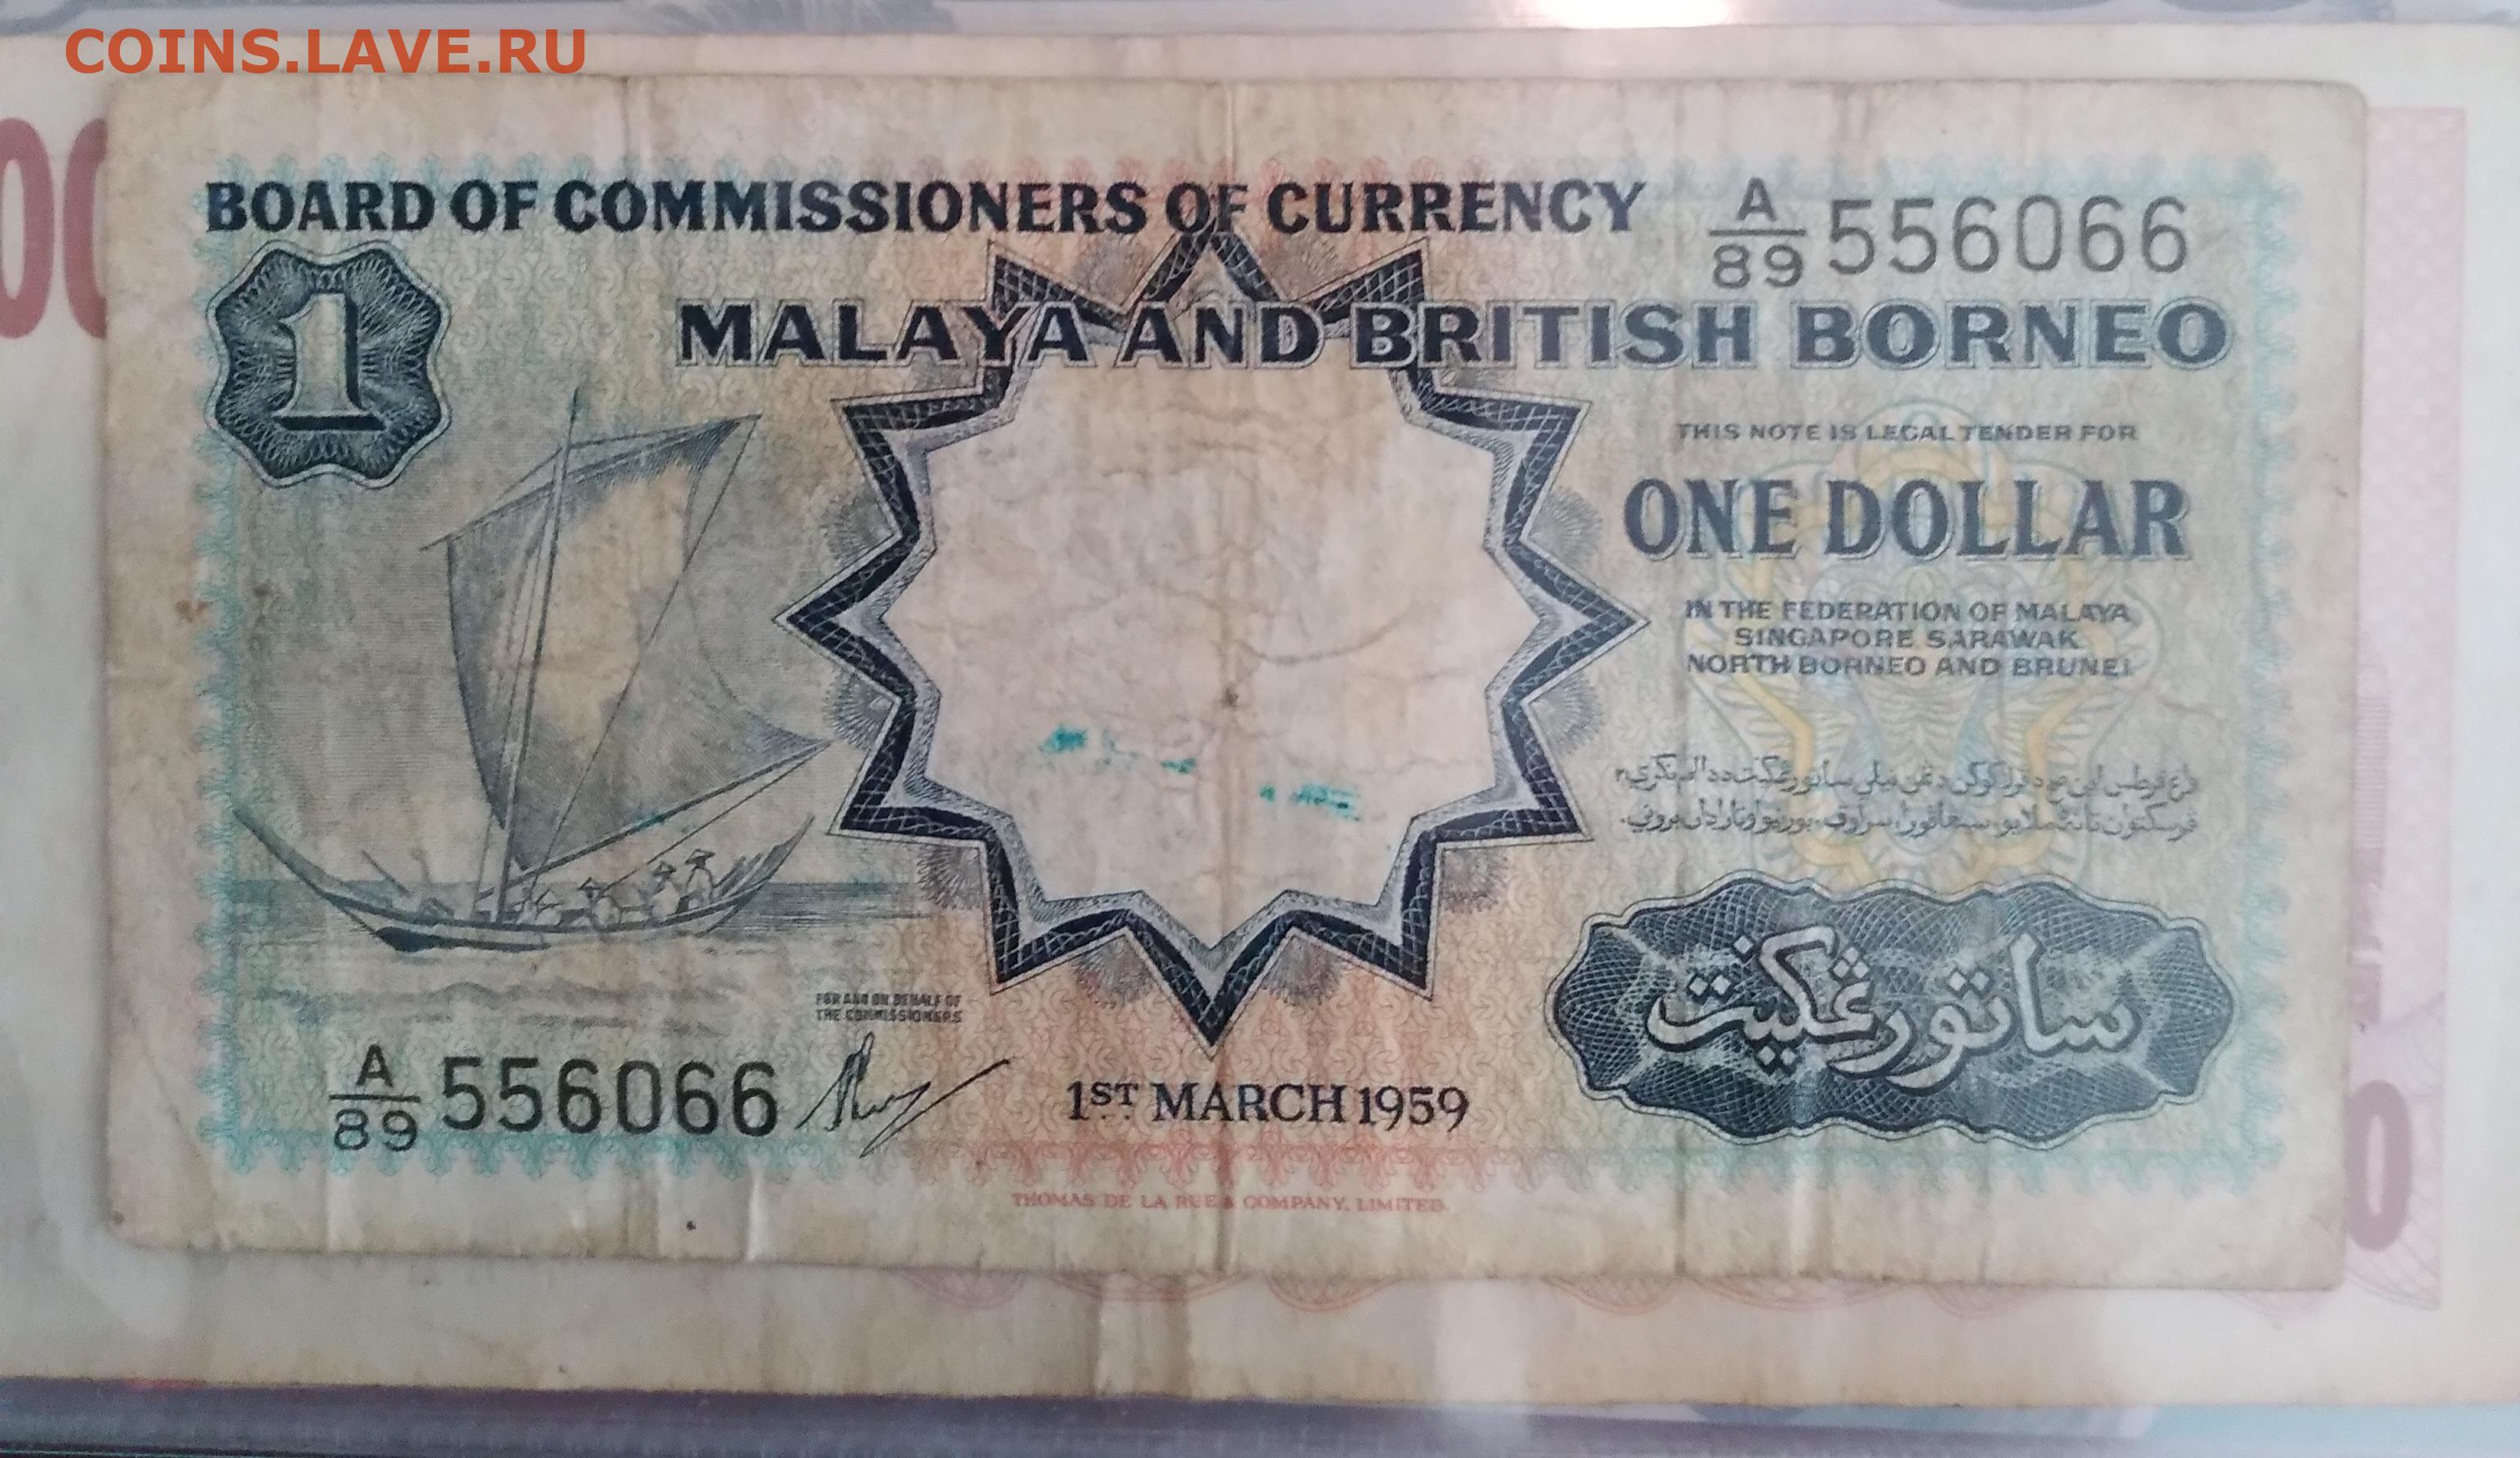 COINS.LAVE.RU
BOARD OF COMMISSIONERS OF CURRENCY
A/89 556066
1
MALAYA AND BRITISH BORNEO
THIS NOTE IS LEGAL TENDER FOR
ONE DOLLAR
IN THE FEDERATION OF MALAYA
SINGAPORE SARAWAK
NORTH BORNEO AND BRUNEI
ساتو رڠݢيت
FOR AND ON BEHALF OF
THE COMMISSIONERS
A/89 556066
1ST MARCH 1959
THOMAS DE LA RUE & COMPANY, LIMITED.